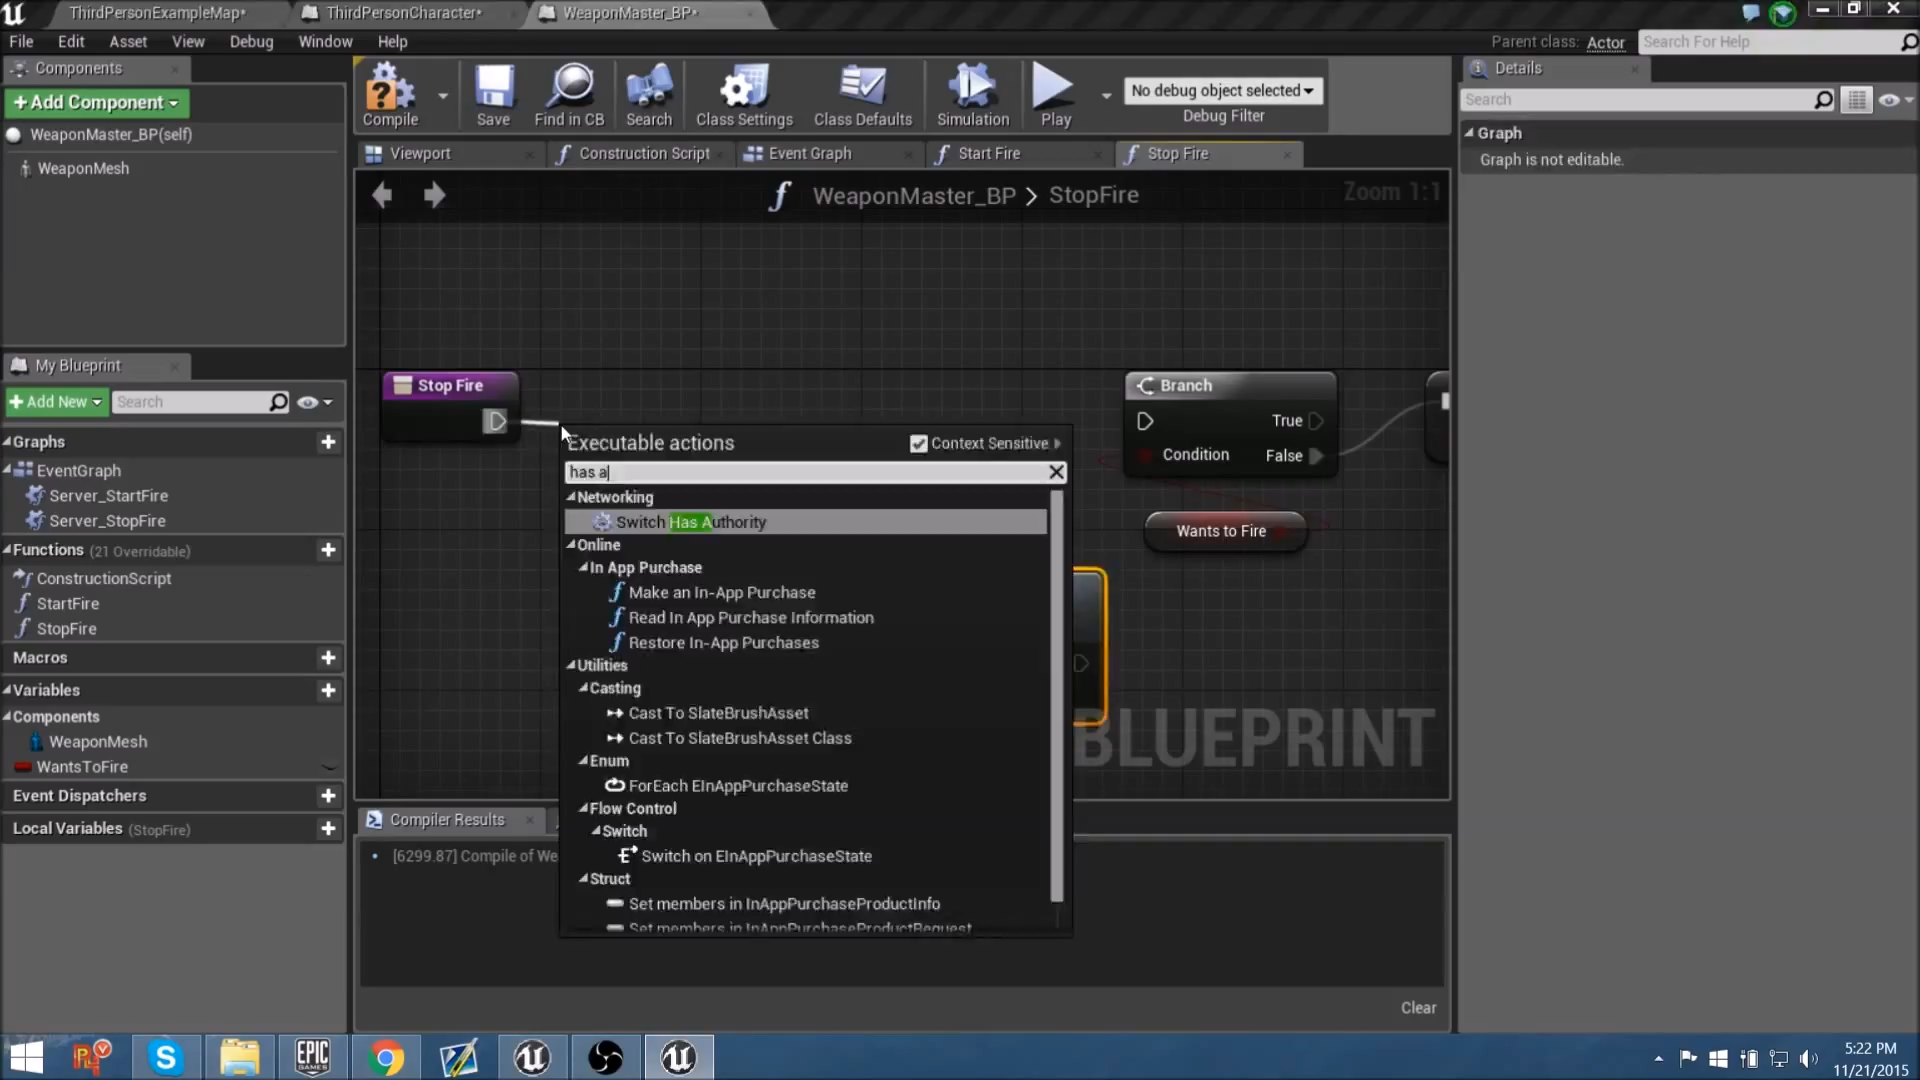 ThirdPersonExampleMap*
ThirdPersonCharacter*
WeaponMaster_BP*
File Edit Asset View Debug Window Help
Parent class: Actor
Search For Help
Components
+Add Component
WeaponMaster_BP(self)
WeaponMesh
Compile
Save
Find in CB
Search
Class Settings
Class Defaults
Simulation
Play
No debug object selected
Debug Filter
Details
Search
Graph
Graph is not editable.
Viewport
Construction Script
Event Graph
Start Fire
Stop Fire
WeaponMaster_BP > StopFire
Zoom 1:1
My Blueprint
+Add New
Search
Graphs
EventGraph
Server_StartFire
Server_StopFire
Functions (21 Overridable)
ConstructionScript
StartFire
StopFire
Macros
Variables
Components
WeaponMesh
WantsToFire
Event Dispatchers
Local Variables (StopFire)
Stop Fire
Branch
True
Condition
False
Wants to Fire
BLUEPRINT
Executable actions
Context Sensitive
has a
Networking
Switch Has Authority
Online
In App Purchase
Make an In-App Purchase
Read In App Purchase Information
Restore In-App Purchases
Utilities
Casting
Cast To SlateBrushAsset
Cast To SlateBrushAsset Class
Enum
ForEach EInAppPurchaseState
Flow Control
Switch
Switch on EInAppPurchaseState
Struct
Set members in InAppPurchaseProductInfo
Set members in InAppPurchaseProductRequest
Compiler Results
[6299.87] Compile of We
Clear
EPIC
GAMES
5:22 PM
11/21/2015